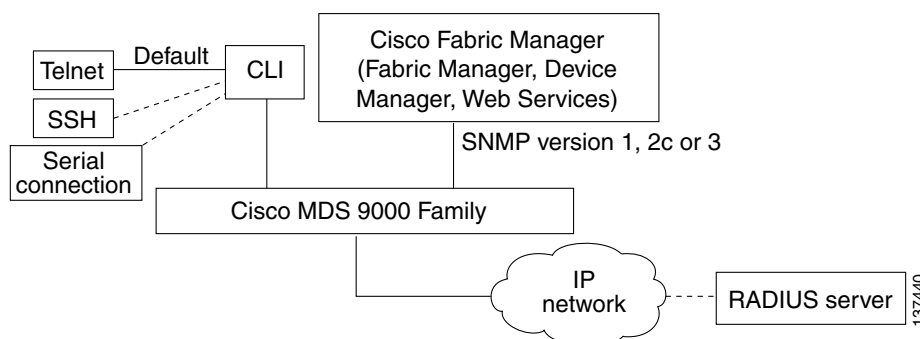 Telnet
Default
CLI
SSH
Serial
connection
Cisco Fabric Manager
(Fabric Manager, Device
Manager, Web Services)
SNMP version 1, 2c or 3
Cisco MDS 9000 Family
IP
network
RADIUS server
137440